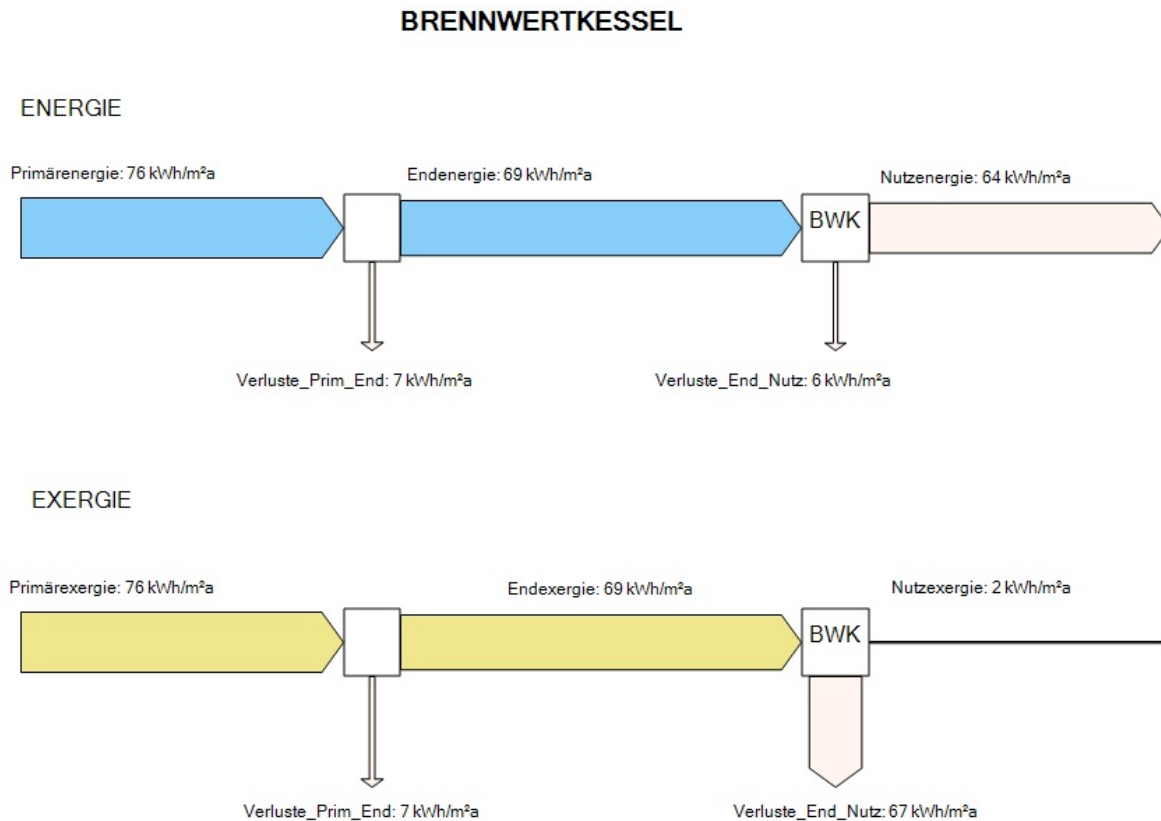 BRENNWERTKESSEL
ENERGIE
Primärenergie: 76 kWh/m²a
Endenergie: 69 kWh/m²a
Nutzenergie: 64 kWh/m²a
BWK
Verluste_Prim_End: 7 kWh/m²a
Verluste_End_Nutz: 6 kWh/m²a
EXERGIE
Primärexergie: 76 kWh/m²a
Endexergie: 69 kWh/m²a
Nutzexergie: 2 kWh/m²a
BWK
Verluste_Prim_End: 7 kWh/m²a
Verluste_End_Nutz: 67 kWh/m²a